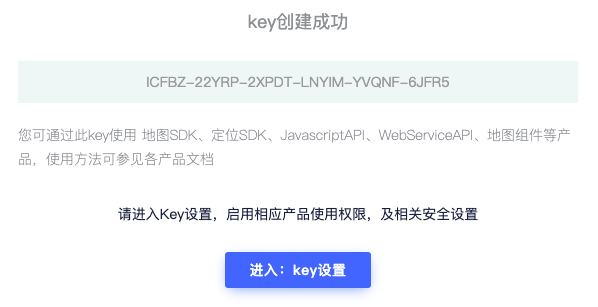 key创建成功
ICFBZ-22YRP-2XPDT-LNYIM-YVQNF-6JFR5
您可通过此key使用 地图SDK、定位SDK、JavascriptAPI、WebServiceAPI、地图组件等产
品，使用方法可参见各产品文档
请进入Key设置，启用相应产品使用权限，及相关安全设置
进入：key设置